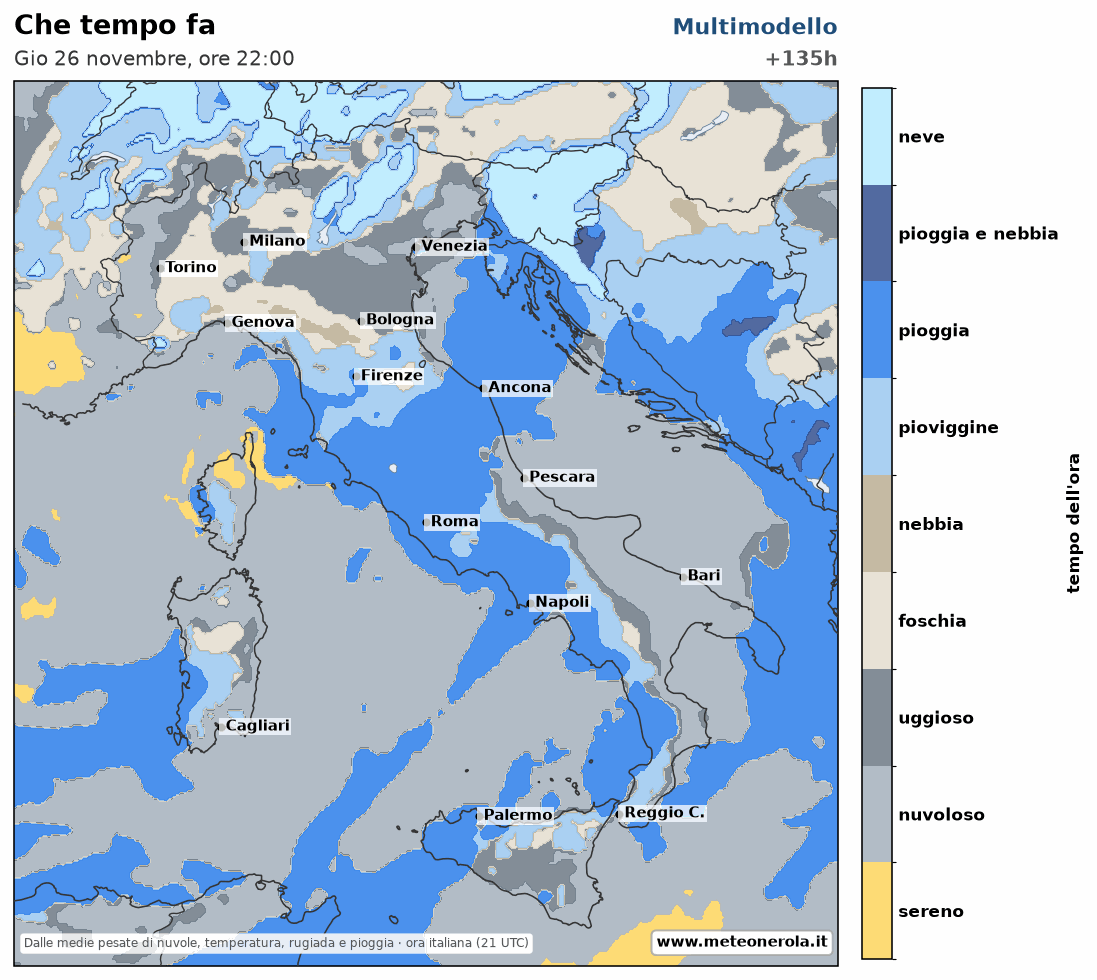 Che tempo fa
Multimodello
Gio 26 novembre, ore 22:00
+135h
neve
pioggia e nebbia
pioggia
pioviggine
nebbia
foschia
uggioso
nuvoloso
sereno
tempo dell'ora
Milano
Venezia
Torino
Genova
Bologna
Firenze
Ancona
Pescara
Roma
Bari
Napoli
Cagliari
Palermo
Reggio C.
Dalle medie pesate di nuvole, temperatura, rugiada e pioggia · ora italiana (21 UTC)
www.meteonerola.it